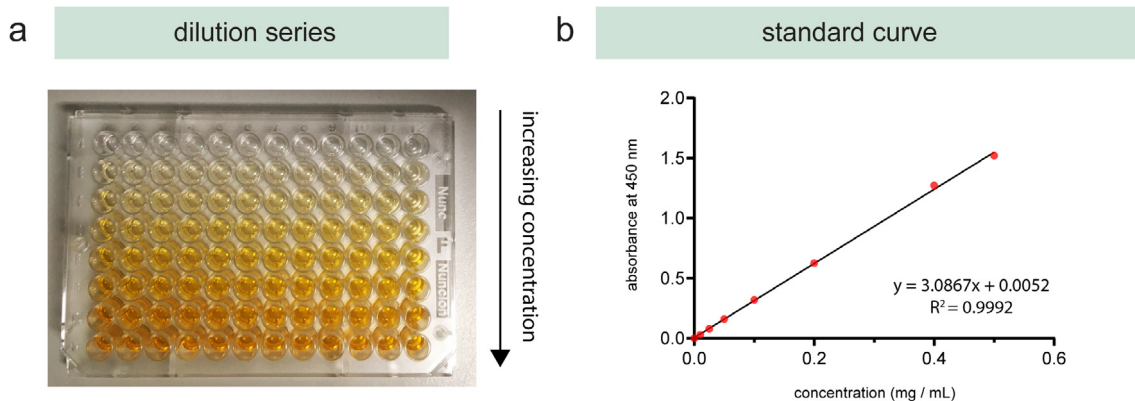 a
dilution series
increasing concentration
Nunc
Nunclon
b
standard curve
absorbance at 450 nm
2.0
1.5
1.0
0.5
0.0
0.0
0.2
0.4
0.6
y = 3.0867x + 0.0052
R² = 0.9992
concentration (mg / mL)